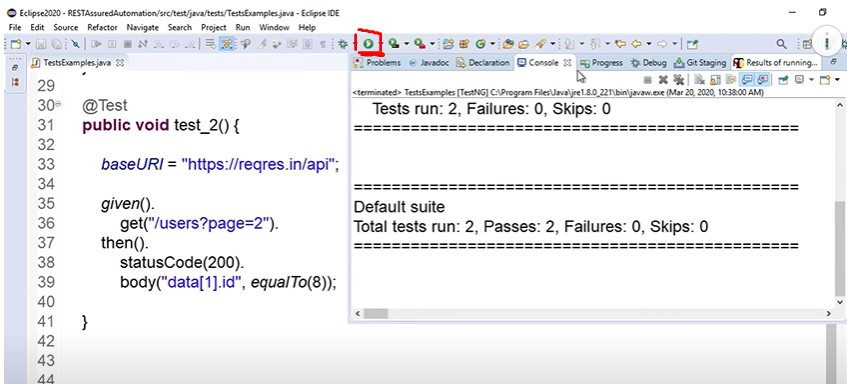 Eclipse2020 - RESTAssuredAutomation/src/test/java/tests/TestsExamples.java - Eclipse IDE
File Edit Source Refactor Navigate Search Project Run Window Help
TestsExamples.java
Problems Javadoc Declaration Console Progress Debug Git Staging Results of running...
<terminated> TestsExamples [TestNG] C:\Program Files\Java\jre1.8.0_221\bin\javaw.exe (Mar 20, 2020, 10:38:00 AM)
Tests run: 2, Failures: 0, Skips: 0
===============================================
===============================================
Default suite
Total tests run: 2, Passes: 2, Failures: 0, Skips: 0
===============================================
}
29
30 @Test
31 public void test_2() {
32
33 baseURI = "https://reqres.in/api";
34
35 given().
36 get("/users?page=2").
37 then().
38 statusCode(200).
39 body("data[1].id", equalTo(8));
40
41 }
42
43
44